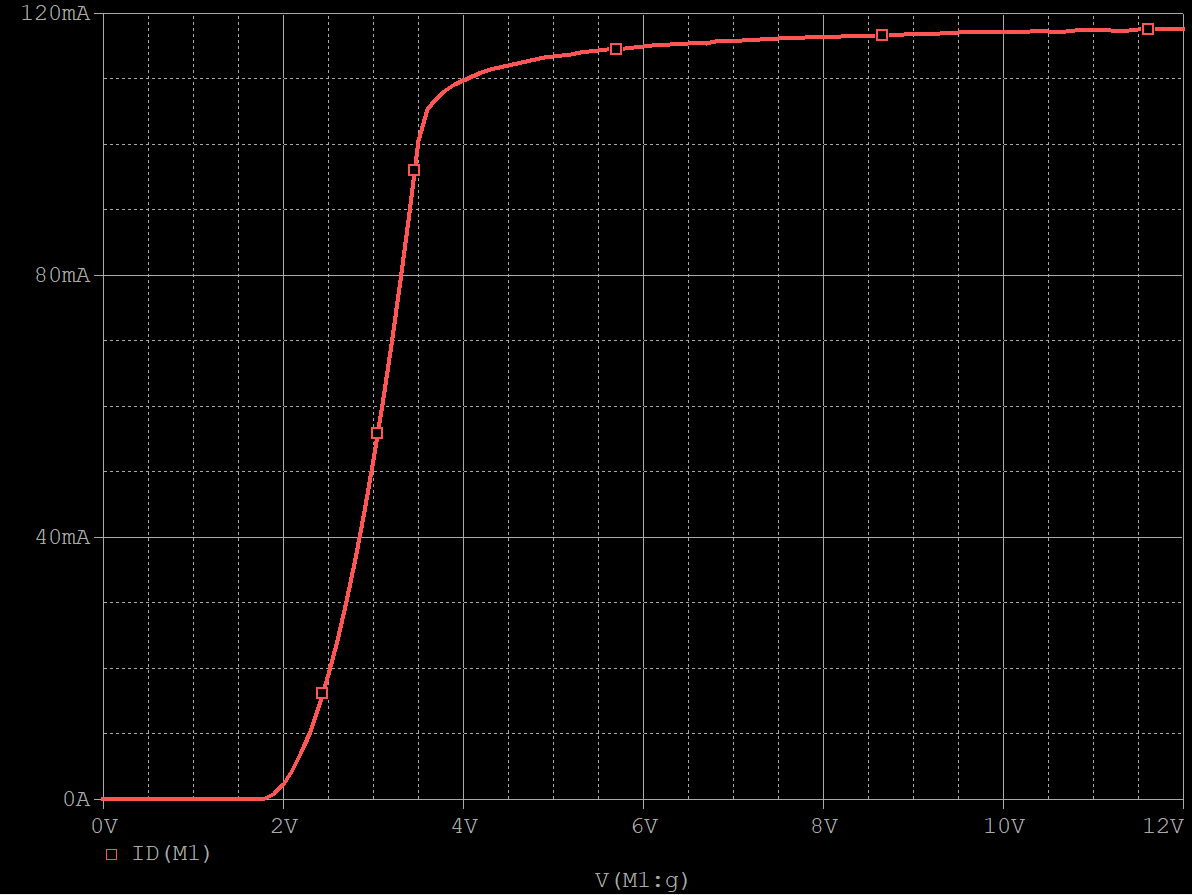 120mA
80mA
40mA
0A
0V 2V 4V 6V 8V 10V 12V
ID(M1)
V(M1:g)